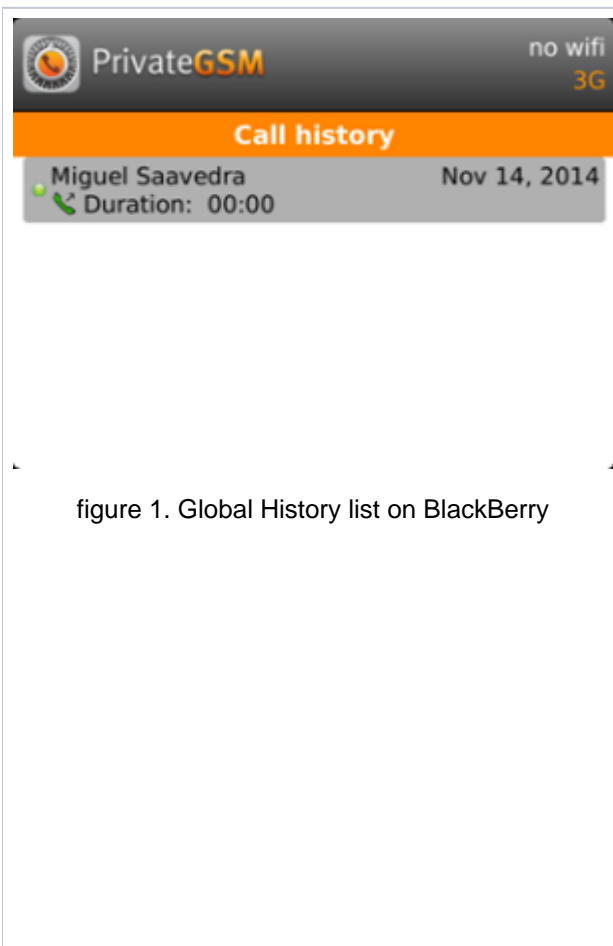 PrivateGSM
no wifi
3G
Call history
Miguel Saavedra
Nov 14, 2014
Duration: 00:00
figure 1. Global History list on BlackBerry